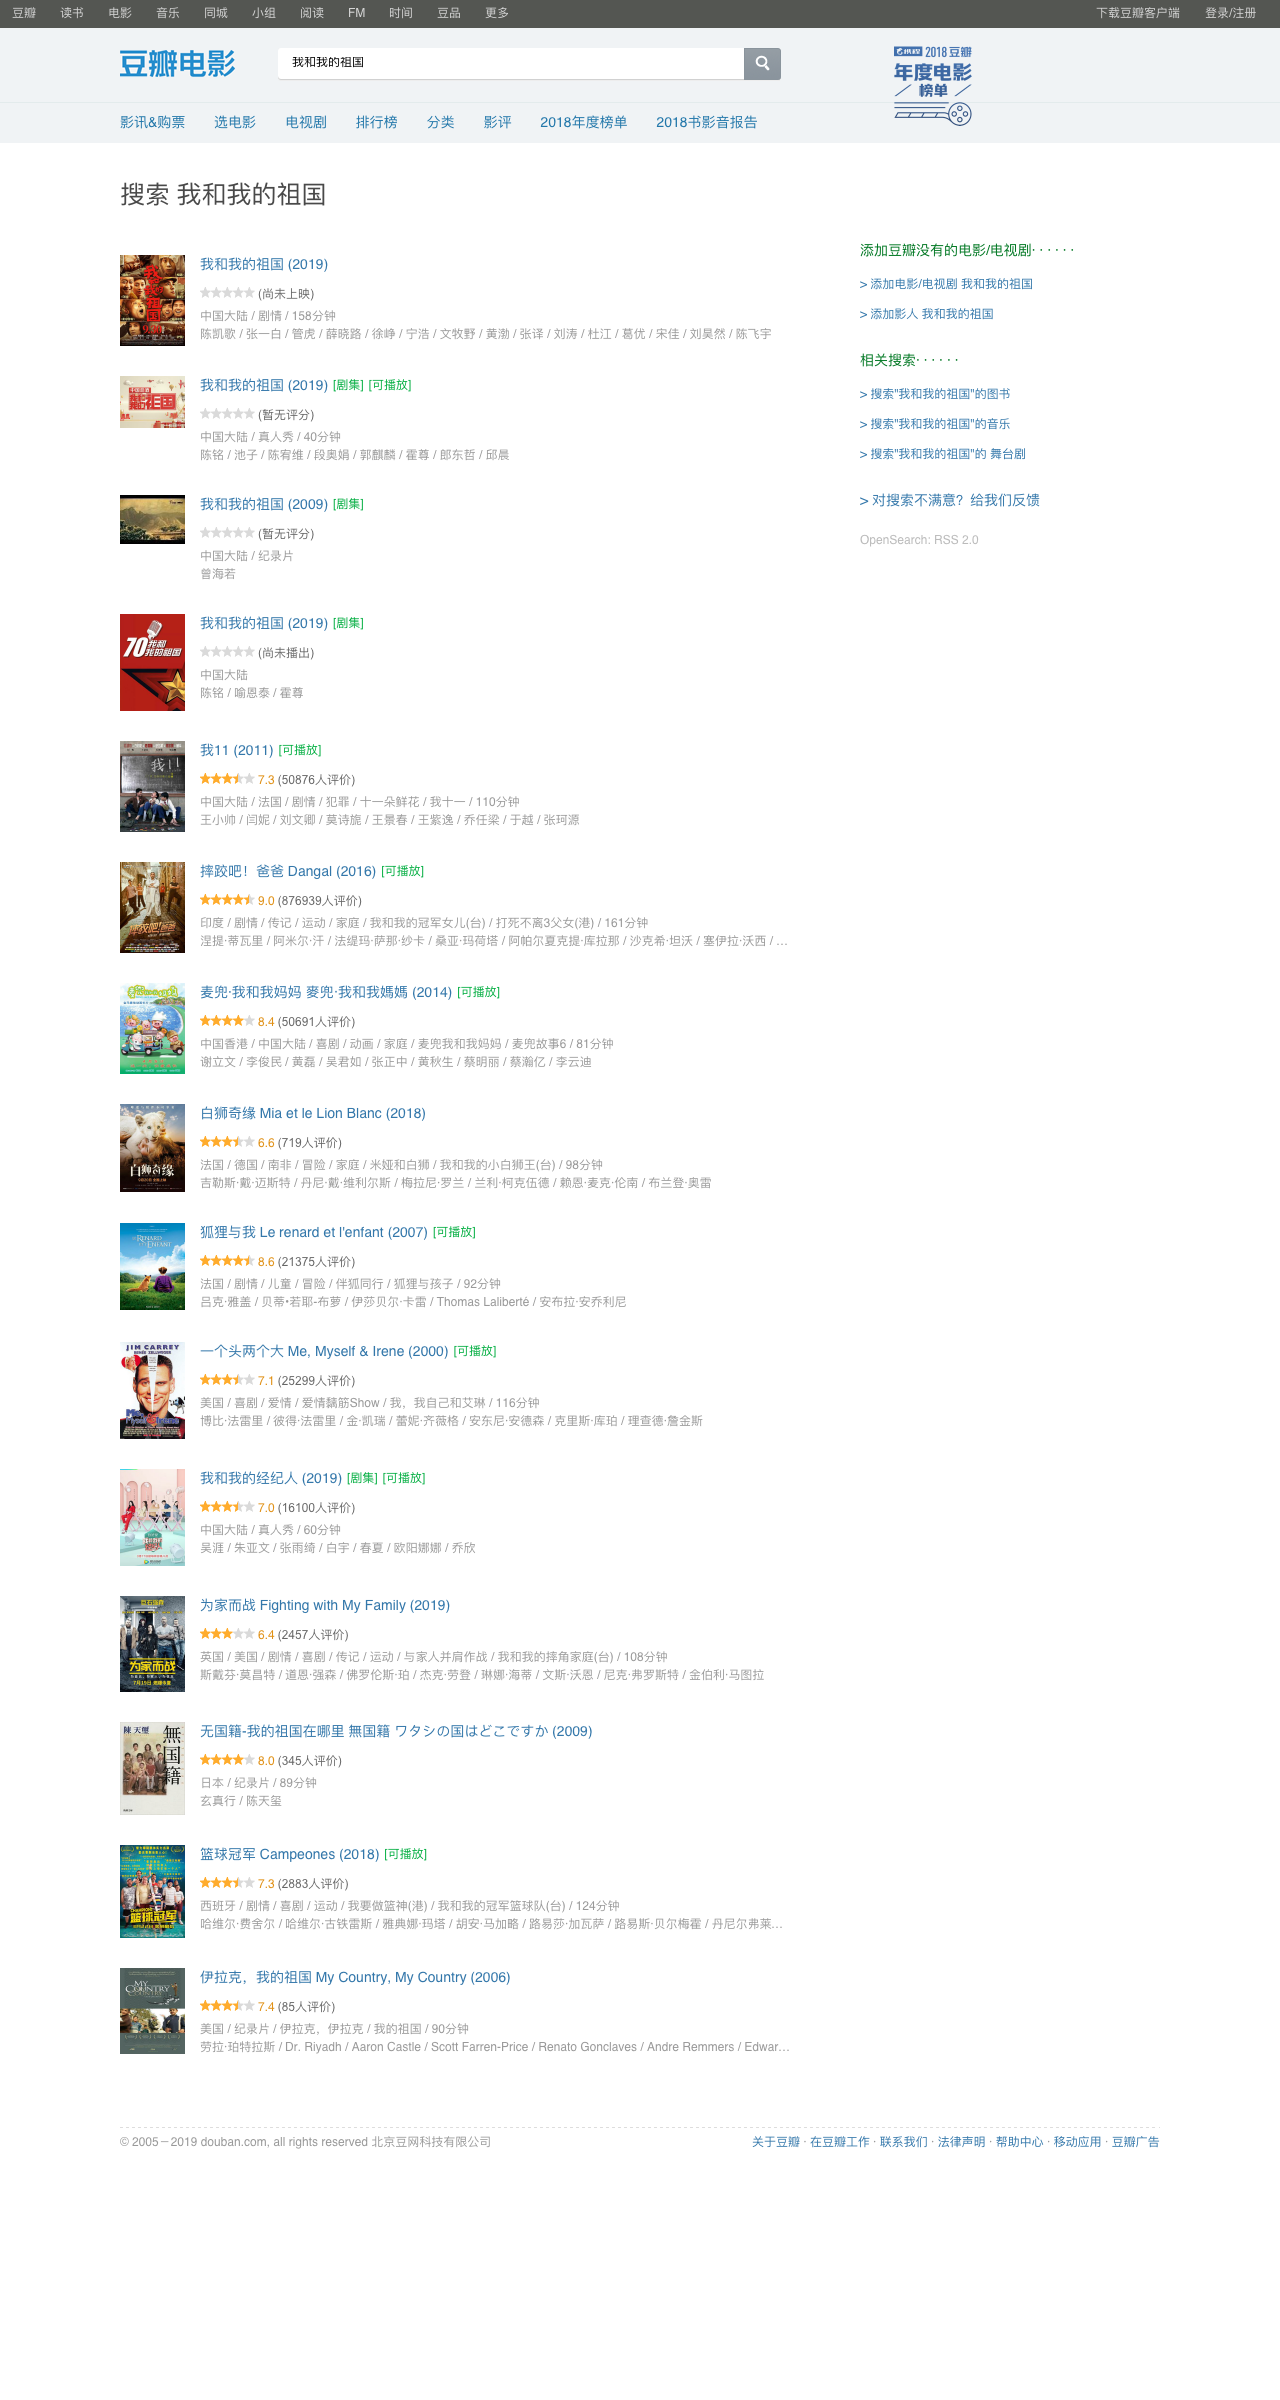 豆瓣 读书 电影 音乐 同城 小组 阅读 FM 时间 豆品 更多 下载豆瓣客户端 登录/注册
豆瓣电影
我和我的祖国
2018 豆瓣
年度电影
榜单
影讯&购票 选电影 电视剧 排行榜 分类 影评 2018年度榜单 2018书影音报告
搜索 我和我的祖国
我和我的祖国 (2019)
(尚未上映)
中国大陆 / 剧情 / 158分钟
陈凯歌 / 张一白 / 管虎 / 薛晓路 / 徐峥 / 宁浩 / 文牧野 / 黄渤 / 张译 / 刘涛 / 杜江 / 葛优 / 宋佳 / 刘昊然 / 陈飞宇
我和我的祖国 (2019) [剧集] [可播放]
(暂无评分)
中国大陆 / 真人秀 / 40分钟
陈铭 / 池子 / 陈宥维 / 段奥娟 / 郭麒麟 / 霍尊 / 郎东哲 / 邱晨
我和我的祖国 (2009) [剧集]
(暂无评分)
中国大陆 / 纪录片
曾海若
70 我和
我的祖国
我和我的祖国 (2019) [剧集]
(尚未播出)
中国大陆
陈铭 / 喻恩泰 / 霍尊
我11
我11 (2011) [可播放]
7.3 (50876人评价)
中国大陆 / 法国 / 剧情 / 犯罪 / 十一朵鲜花 / 我十一 / 110分钟
王小帅 / 闫妮 / 刘文卿 / 莫诗旎 / 王景春 / 王紫逸 / 乔任梁 / 于越 / 张珂源
摔跤吧！爸爸 Dangal (2016) [可播放]
9.0 (876939人评价)
印度 / 剧情 / 传记 / 运动 / 家庭 / 我和我的冠军女儿(台) / 打死不离3父女(港) / 161分钟
涅提·蒂瓦里 / 阿米尔·汗 / 法缇玛·萨那·纱卡 / 桑亚·玛荷塔 / 阿帕尔夏克提·库拉那 / 沙克希·坦沃 / 塞伊拉·沃西 / …
麦兜·我和我妈妈 麥兜·我和我媽媽 (2014) [可播放]
8.4 (50691人评价)
中国香港 / 中国大陆 / 喜剧 / 动画 / 家庭 / 麦兜我和我妈妈 / 麦兜故事6 / 81分钟
谢立文 / 李俊民 / 黄磊 / 吴君如 / 张正中 / 黄秋生 / 蔡明丽 / 蔡瀚亿 / 李云迪
白狮奇缘
白狮奇缘 Mia et le Lion Blanc (2018)
6.6 (719人评价)
法国 / 德国 / 南非 / 冒险 / 家庭 / 米娅和白狮 / 我和我的小白狮王(台) / 98分钟
吉勒斯·戴·迈斯特 / 丹尼·戴·维利尔斯 / 梅拉尼·罗兰 / 兰利·柯克伍德 / 赖恩·麦克·伦南 / 布兰登·奥雷
狐狸与我 Le renard et l'enfant (2007) [可播放]
8.6 (21375人评价)
法国 / 剧情 / 儿童 / 冒险 / 伴狐同行 / 狐狸与孩子 / 92分钟
吕克·雅盖 / 贝蒂•若耶-布萝 / 伊莎贝尔·卡雷 / Thomas Laliberté / 安布拉·安乔利尼
JIM CARREY
一个头两个大 Me, Myself & Irene (2000) [可播放]
7.1 (25299人评价)
美国 / 喜剧 / 爱情 / 爱情黐筋Show / 我，我自己和艾琳 / 116分钟
博比·法雷里 / 彼得·法雷里 / 金·凯瑞 / 蕾妮·齐薇格 / 安东尼·安德森 / 克里斯·库珀 / 理查德·詹金斯
我和我的经纪人 (2019) [剧集] [可播放]
7.0 (16100人评价)
中国大陆 / 真人秀 / 60分钟
吴涯 / 朱亚文 / 张雨绮 / 白宇 / 春夏 / 欧阳娜娜 / 乔欣
为家而战
为家而战 Fighting with My Family (2019)
6.4 (2457人评价)
英国 / 美国 / 剧情 / 喜剧 / 传记 / 运动 / 与家人并肩作战 / 我和我的摔角家庭(台) / 108分钟
斯戴芬·莫昌特 / 道恩·强森 / 佛罗伦斯·珀 / 杰克·劳登 / 琳娜·海蒂 / 文斯·沃恩 / 尼克·弗罗斯特 / 金伯利·马图拉
陳天璽
無国籍
无国籍-我的祖国在哪里 無国籍 ワタシの国はどこですか (2009)
8.0 (345人评价)
日本 / 纪录片 / 89分钟
玄真行 / 陈天玺
篮球冠军
篮球冠军 Campeones (2018) [可播放]
7.3 (2883人评价)
西班牙 / 剧情 / 喜剧 / 运动 / 我要做篮神(港) / 我和我的冠军篮球队(台) / 124分钟
哈维尔·费舍尔 / 哈维尔·古铁雷斯 / 雅典娜·玛塔 / 胡安·马加略 / 路易莎·加瓦萨 / 路易斯·贝尔梅霍 / 丹尼尔弗莱…
MY
COUNTRY
伊拉克，我的祖国 My Country, My Country (2006)
7.4 (85人评价)
美国 / 纪录片 / 伊拉克，伊拉克 / 我的祖国 / 90分钟
劳拉·珀特拉斯 / Dr. Riyadh / Aaron Castle / Scott Farren-Price / Renato Gonclaves / Andre Remmers / Edwar…
添加豆瓣没有的电影/电视剧· · · · · ·
> 添加电影/电视剧 我和我的祖国
> 添加影人 我和我的祖国
相关搜索· · · · · ·
> 搜索"我和我的祖国"的图书
> 搜索"我和我的祖国"的音乐
> 搜索"我和我的祖国"的 舞台剧
> 对搜索不满意？给我们反馈
OpenSearch: RSS 2.0
© 2005－2019 douban.com, all rights reserved 北京豆网科技有限公司
关于豆瓣 · 在豆瓣工作 · 联系我们 · 法律声明 · 帮助中心 · 移动应用 · 豆瓣广告